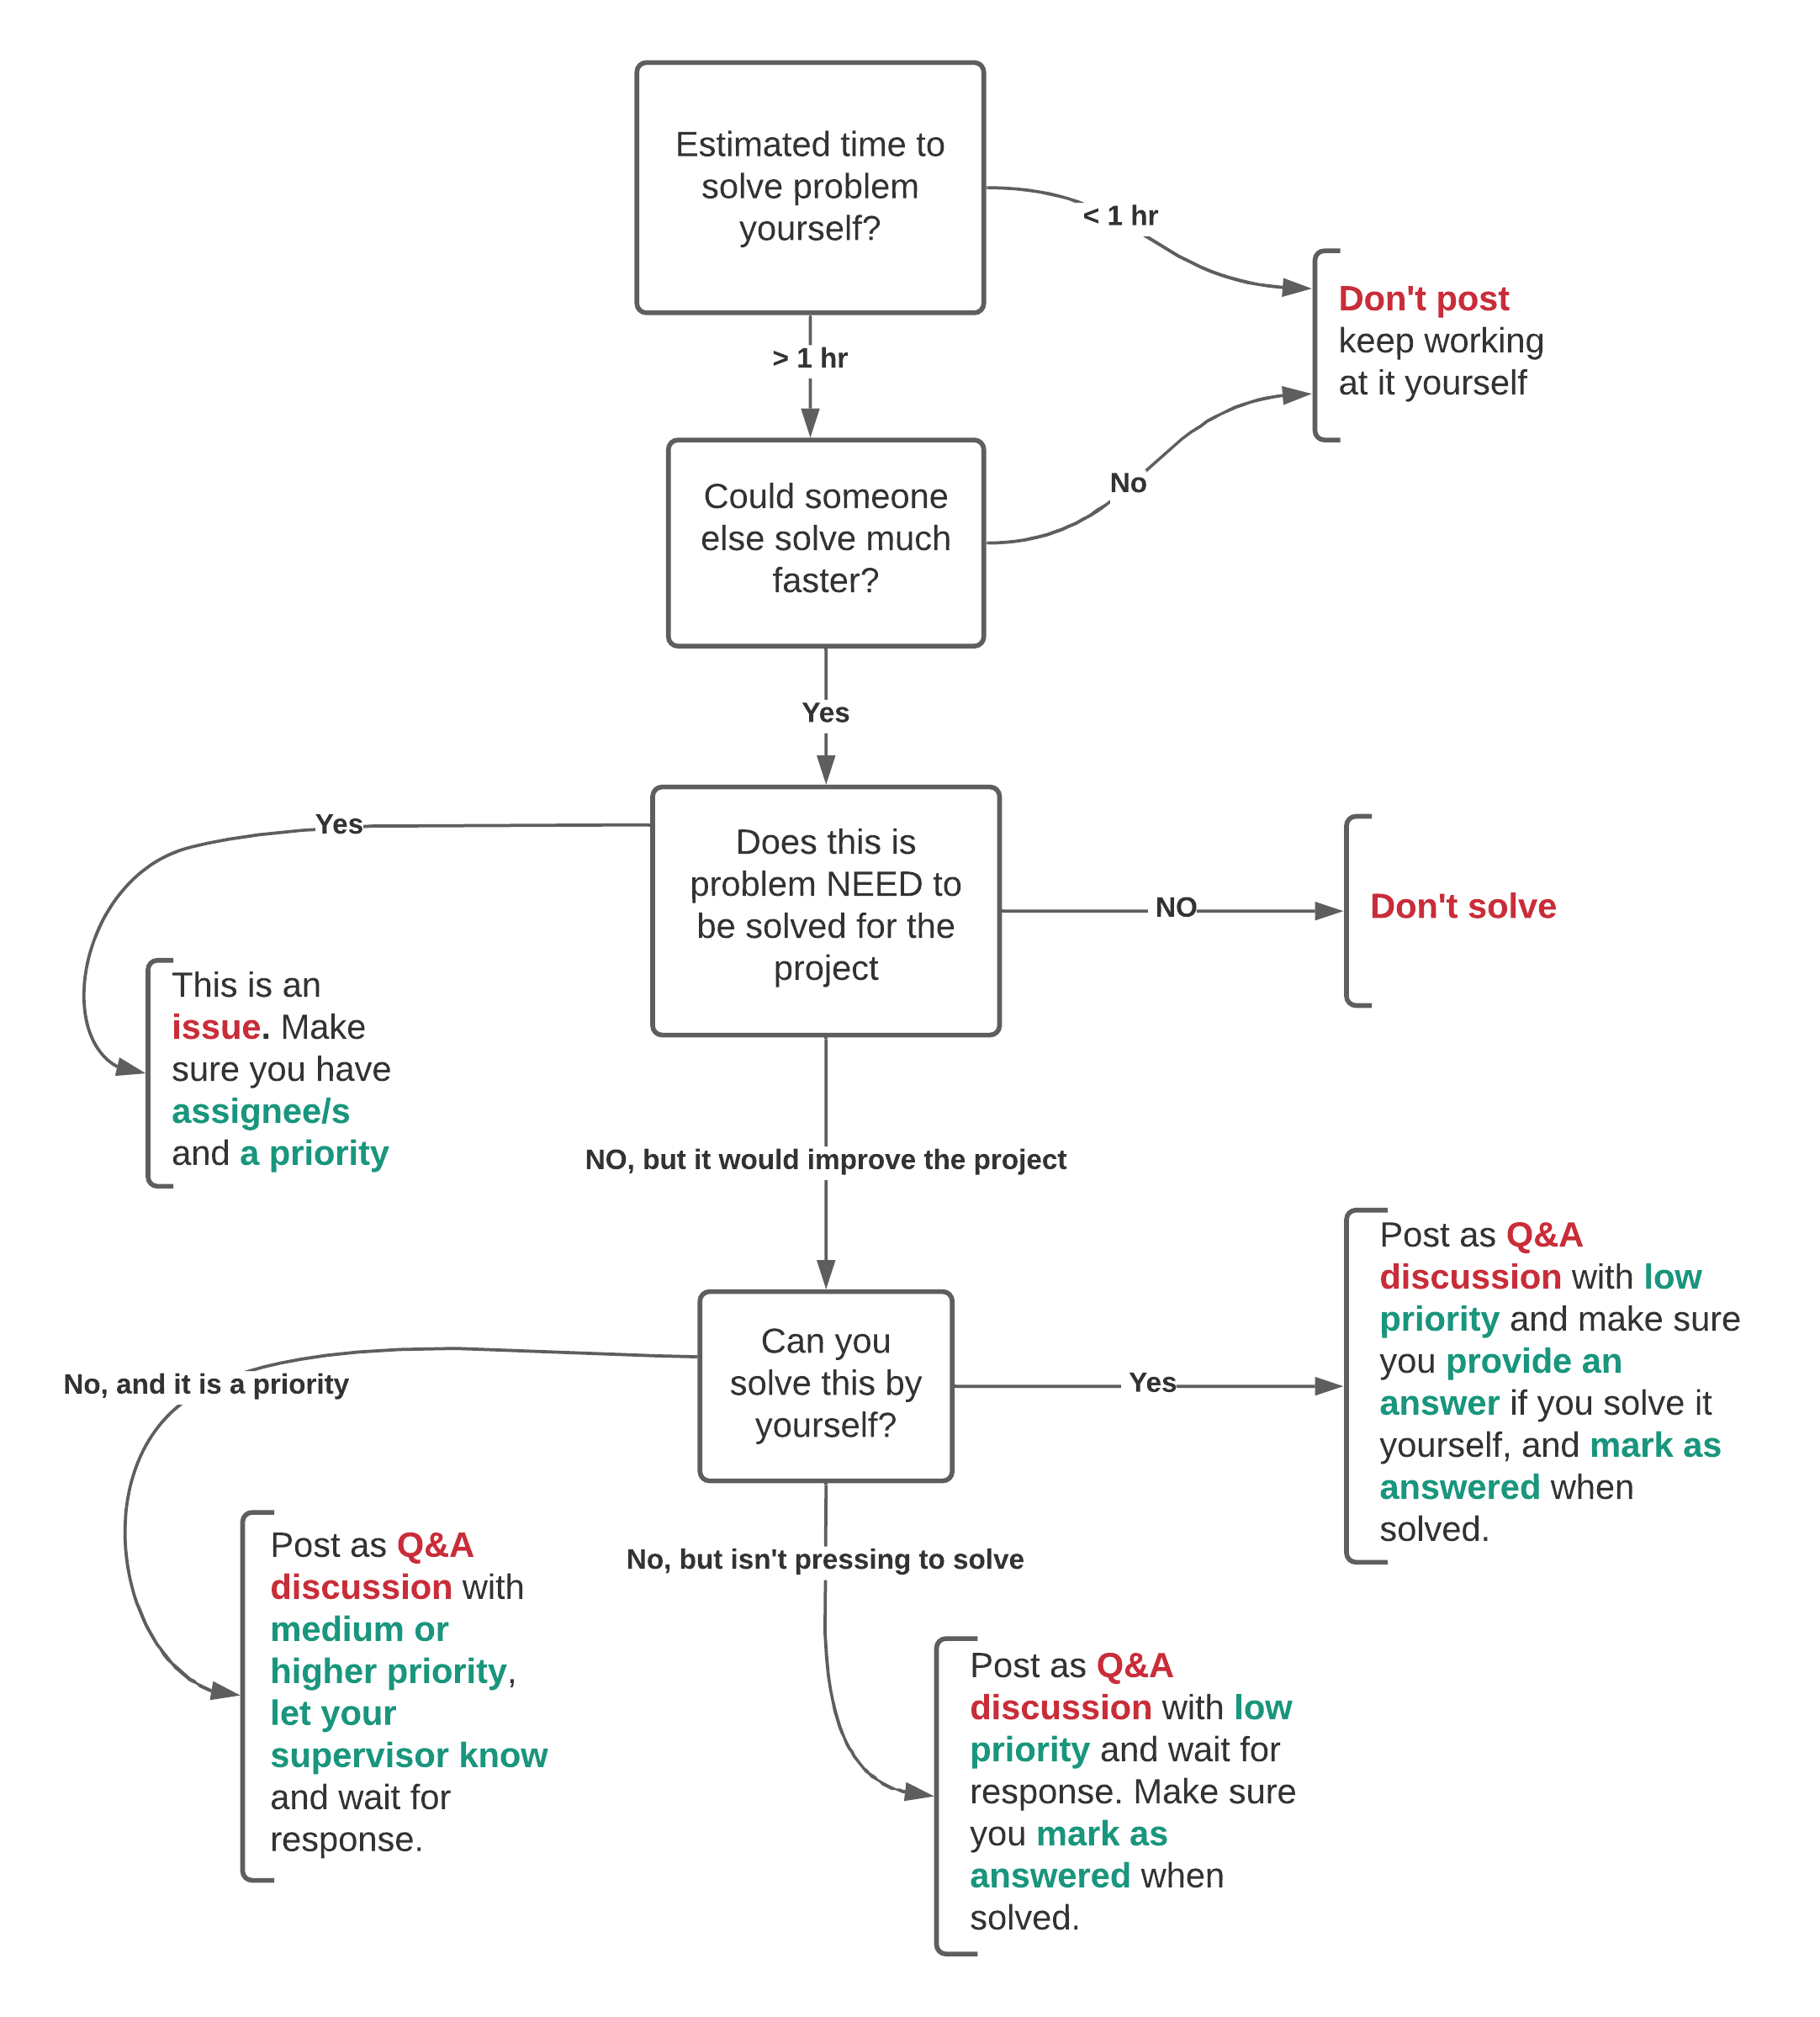 Estimated time to
solve problem
yourself?
< 1 hr
Don't post
keep working
at it yourself
> 1 hr
No
Could someone
else solve much
faster?
Yes
Yes
Does this is
problem NEED to
be solved for the
project
NO
Don't solve
This is an
issue. Make
sure you have
assignee/s
and a priority
NO, but it would improve the project
Can you
solve this by
yourself?
Yes
Post as Q&A
discussion with low
priority and make sure
you provide an
answer if you solve it
yourself, and mark as
answered when
solved.
No, and it is a priority
Post as Q&A
discussion with
medium or
higher priority,
let your
supervisor know
and wait for
response.
No, but isn't pressing to solve
Post as Q&A
discussion with low
priority and wait for
response. Make sure
you mark as
answered when
solved.